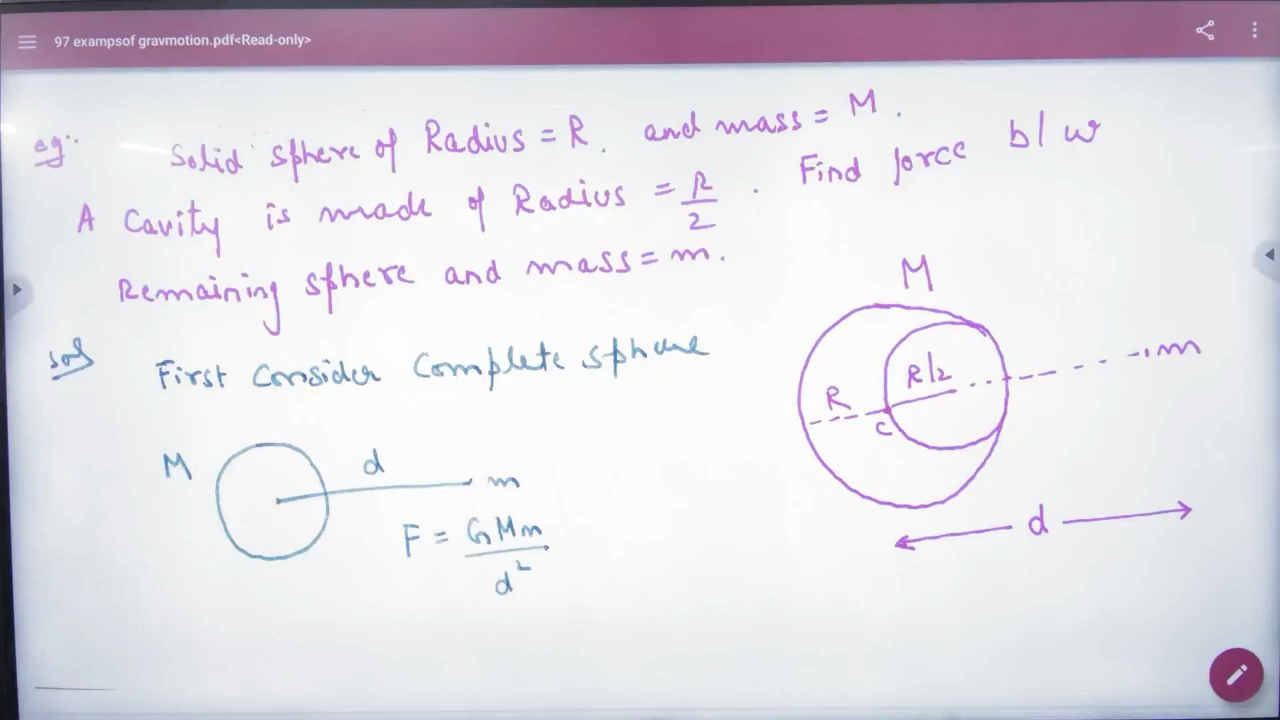 97 exampsof gravmotion.pdf<Read-only>
eg: Solid sphere of Radius = R. and mass = M.
A Cavity is made of Radius = R/2. Find force b/w
Remaining sphere and mass = m.
Sol First Consider Complete sphere
M
d
m
F = GMm/d²
M
R/2
m
R
c
d